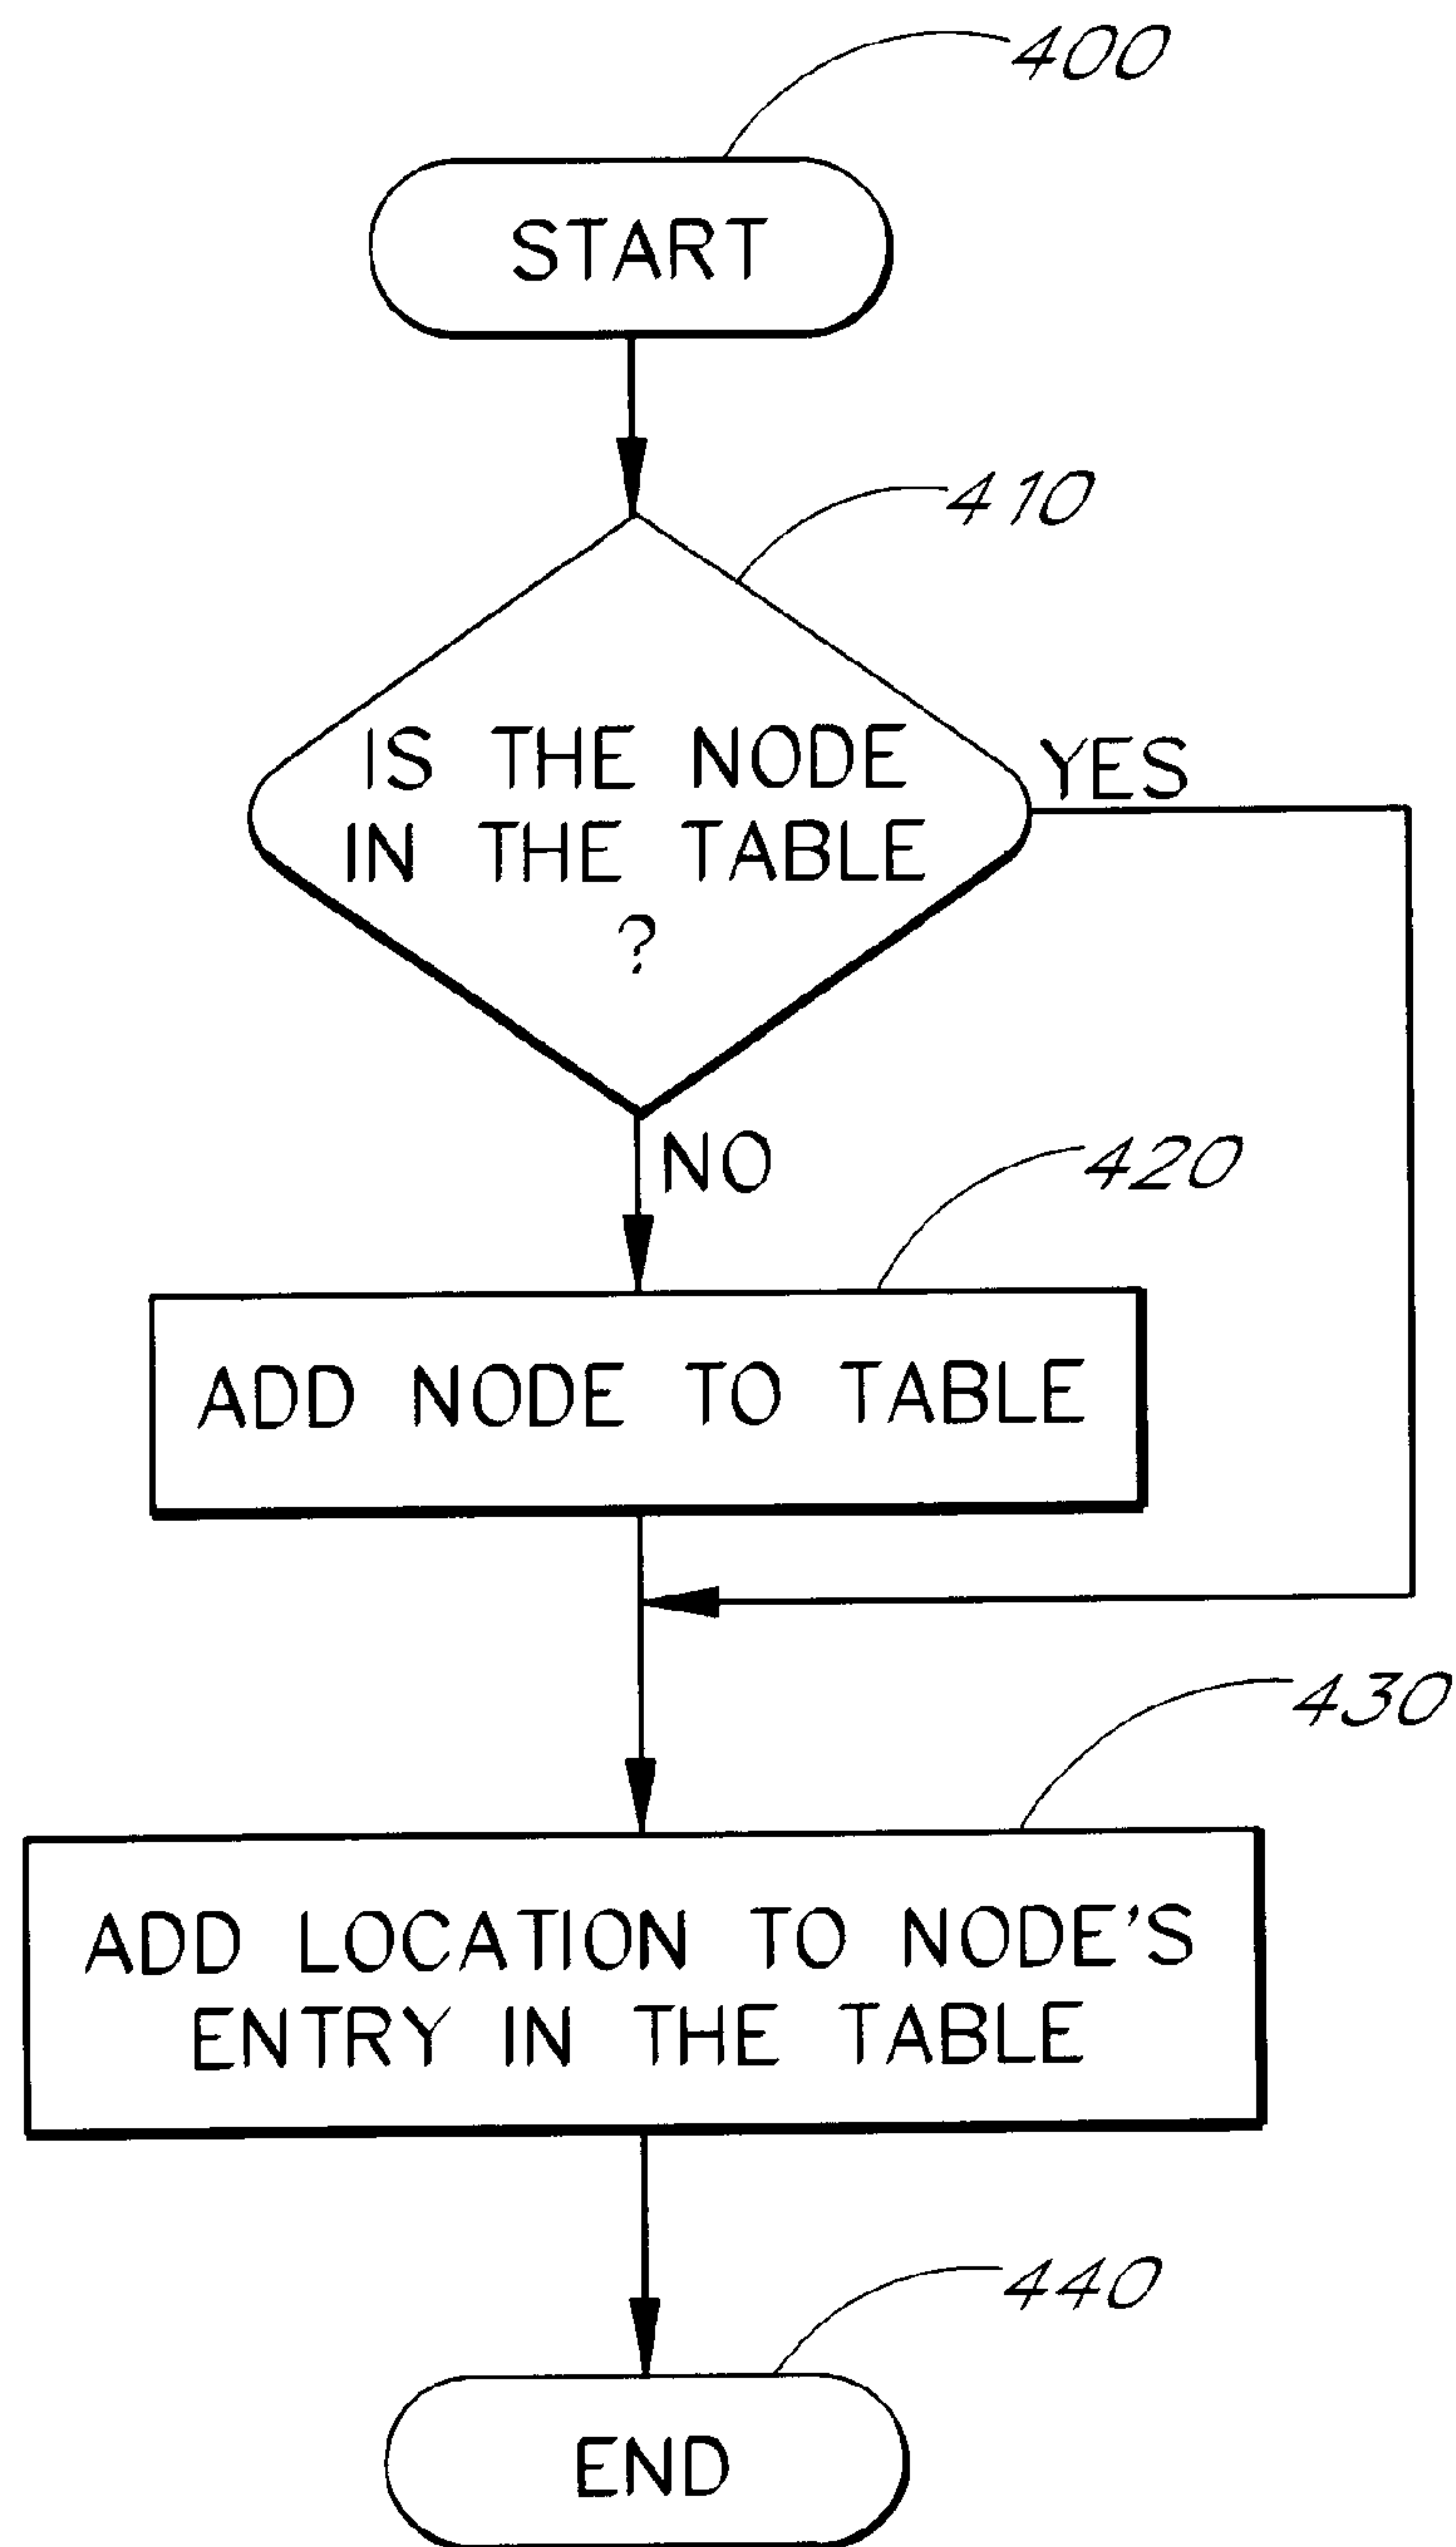 400
START
410
IS THE NODE
IN THE TABLE
?
YES
NO
420
ADD NODE TO TABLE
430
ADD LOCATION TO NODE'S
ENTRY IN THE TABLE
440
END